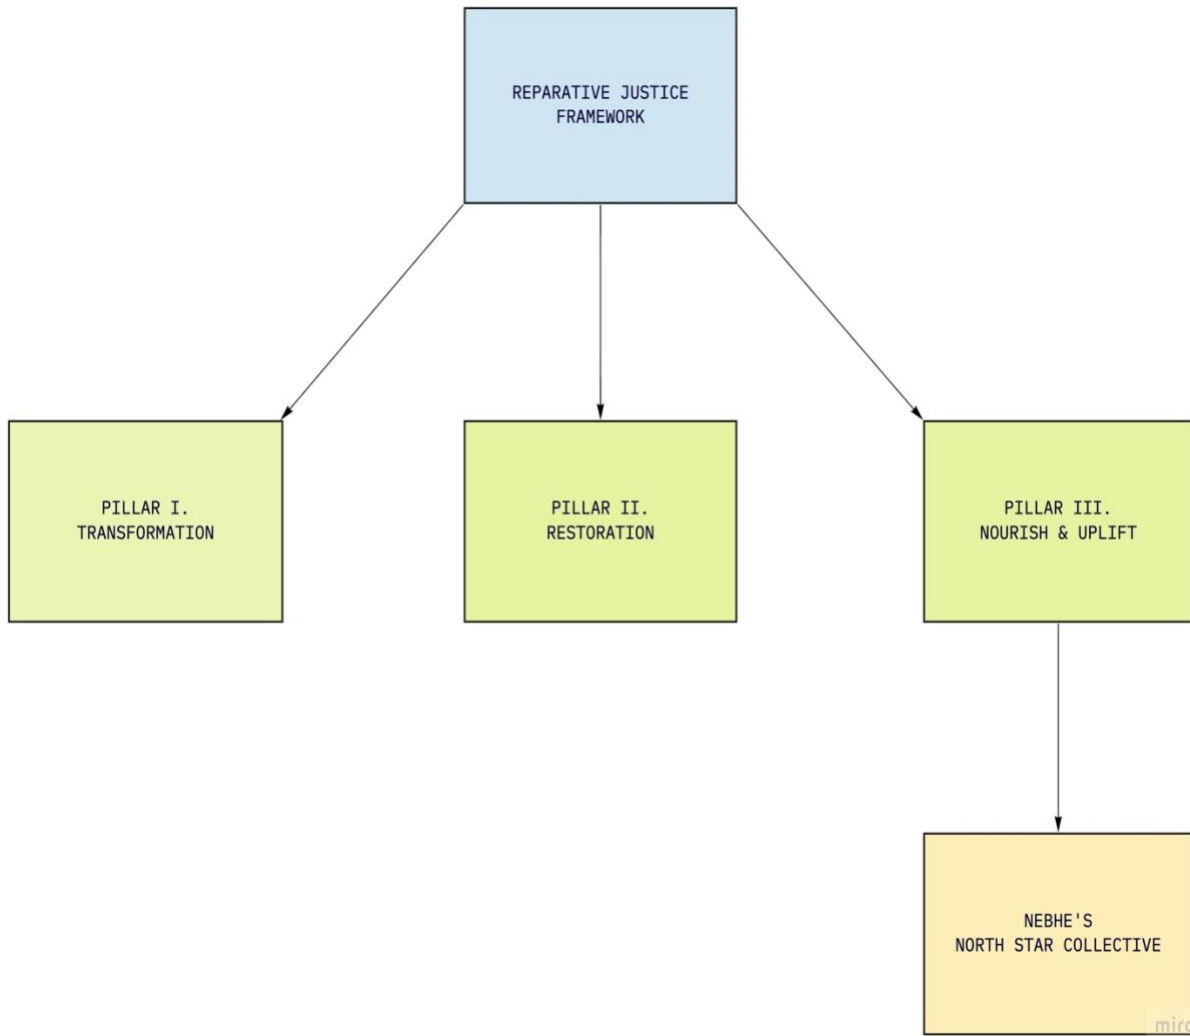 REPARATIVE JUSTICE
FRAMEWORK
PILLAR I.
TRANSFORMATION
PILLAR II.
RESTORATION
PILLAR III.
NOURISH & UPLIFT
NEBHE'S
NORTH STAR COLLECTIVE